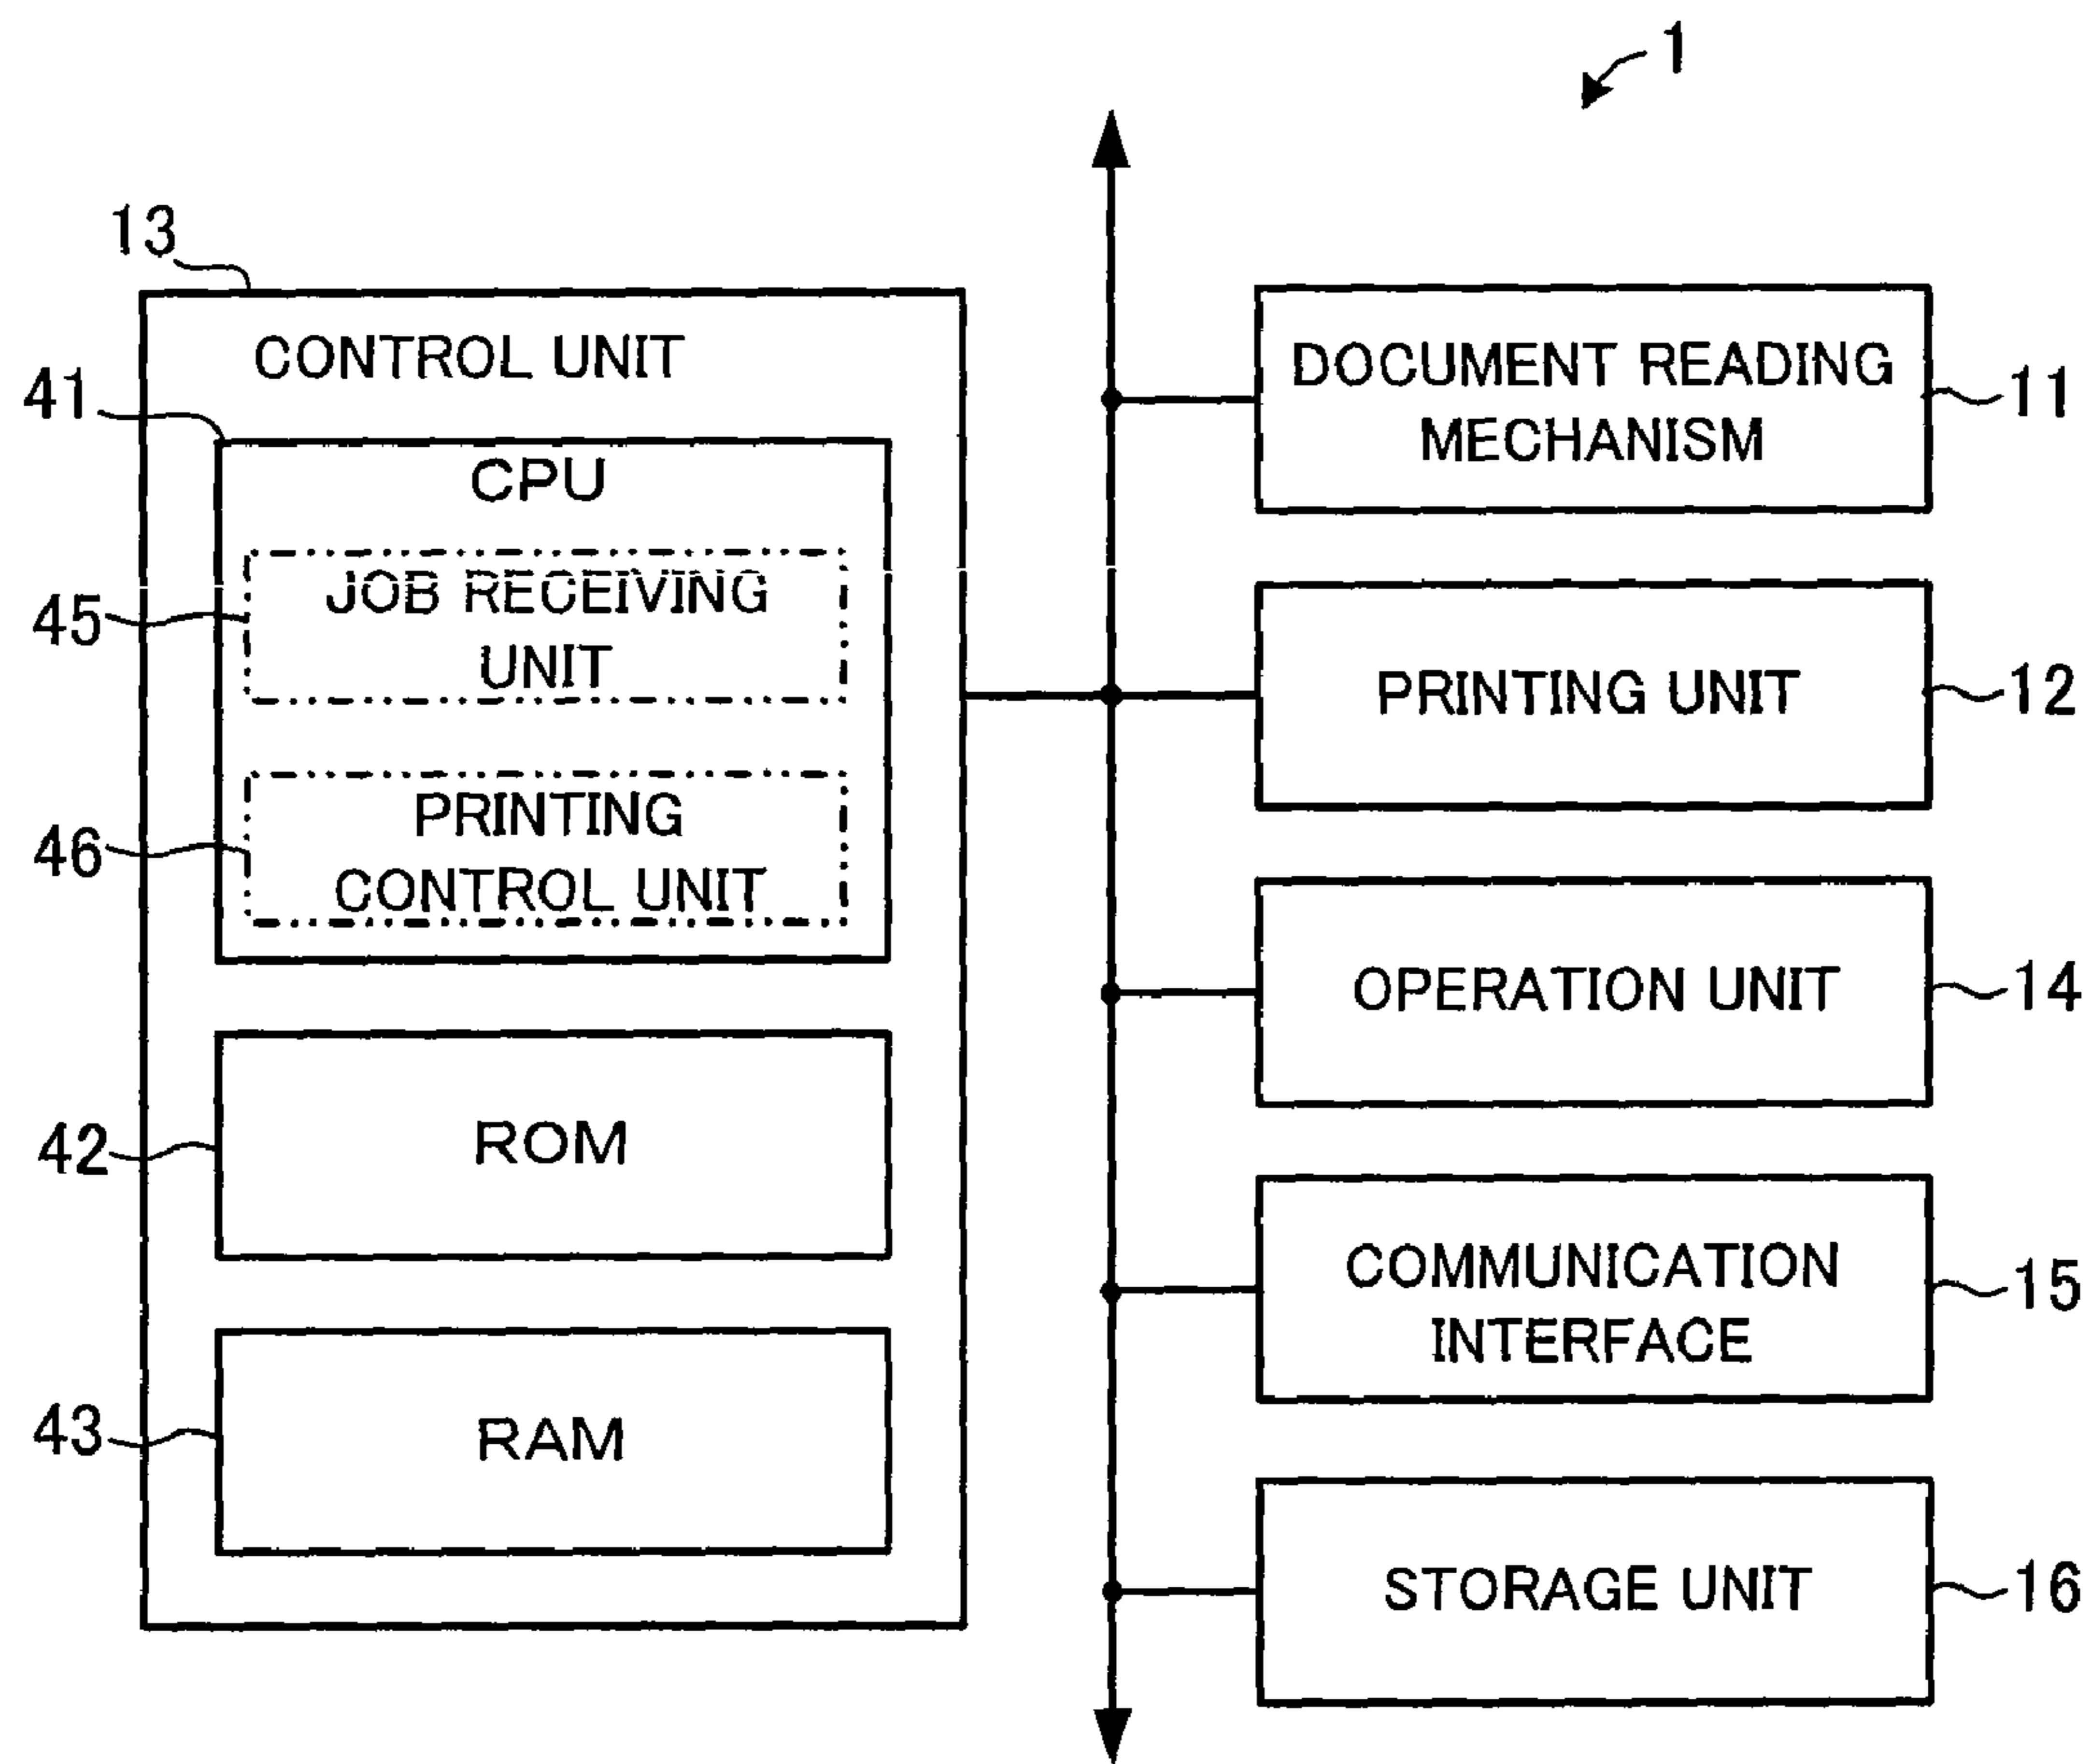 1
13
CONTROL UNIT
41
CPU
45
JOB RECEIVING
UNIT
46
PRINTING
CONTROL UNIT
42
ROM
43
RAM
DOCUMENT READING
MECHANISM
11
PRINTING UNIT
12
OPERATION UNIT
14
COMMUNICATION
INTERFACE
15
STORAGE UNIT
16